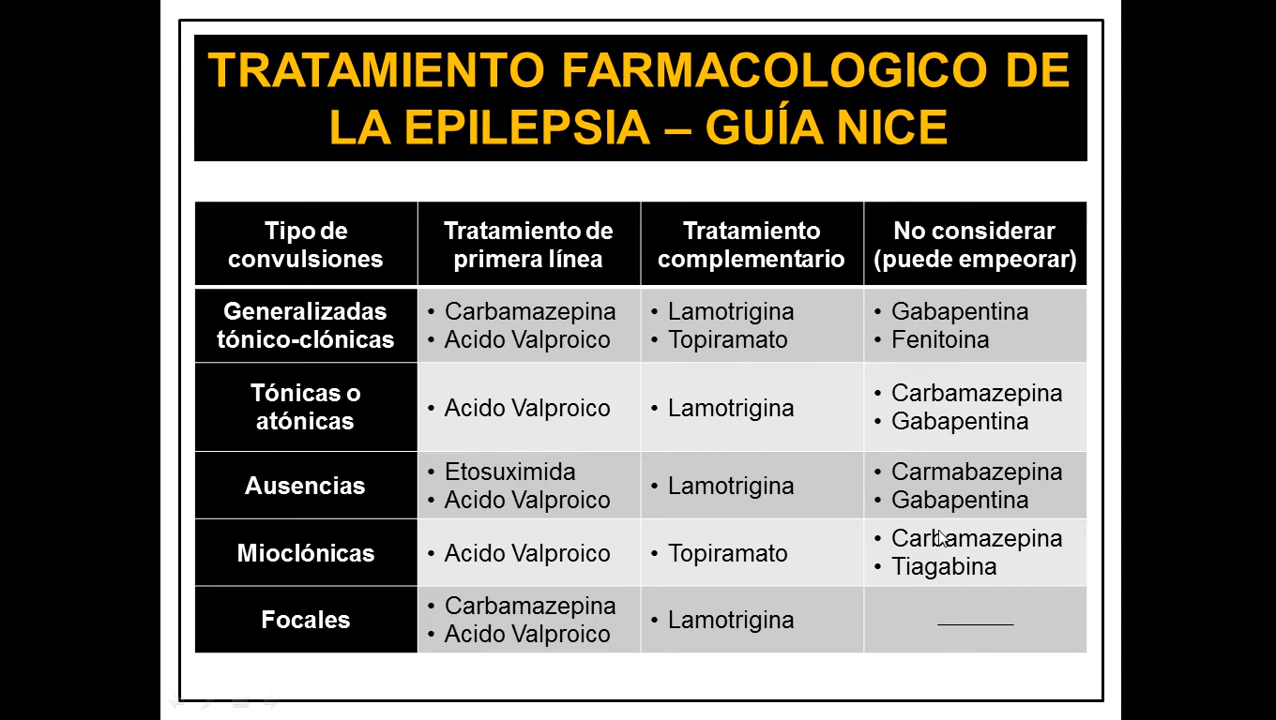 TRATAMIENTO FARMACOLOGICO DE
LA EPILEPSIA – GUÍA NICE
Tipo de convulsiones
Tratamiento de primera línea
Tratamiento complementario
No considerar (puede empeorar)
Generalizadas tónico-clónicas
• Carbamazepina
• Acido Valproico
• Lamotrigina
• Topiramato
• Gabapentina
• Fenitoina
Tónicas o atónicas
• Acido Valproico
• Lamotrigina
• Carbamazepina
• Gabapentina
Ausencias
• Etosuximida
• Acido Valproico
• Lamotrigina
• Carmabazepina
• Gabapentina
Mioclónicas
• Acido Valproico
• Topiramato
• Carbamazepina
• Tiagabina
Focales
• Carbamazepina
• Acido Valproico
• Lamotrigina